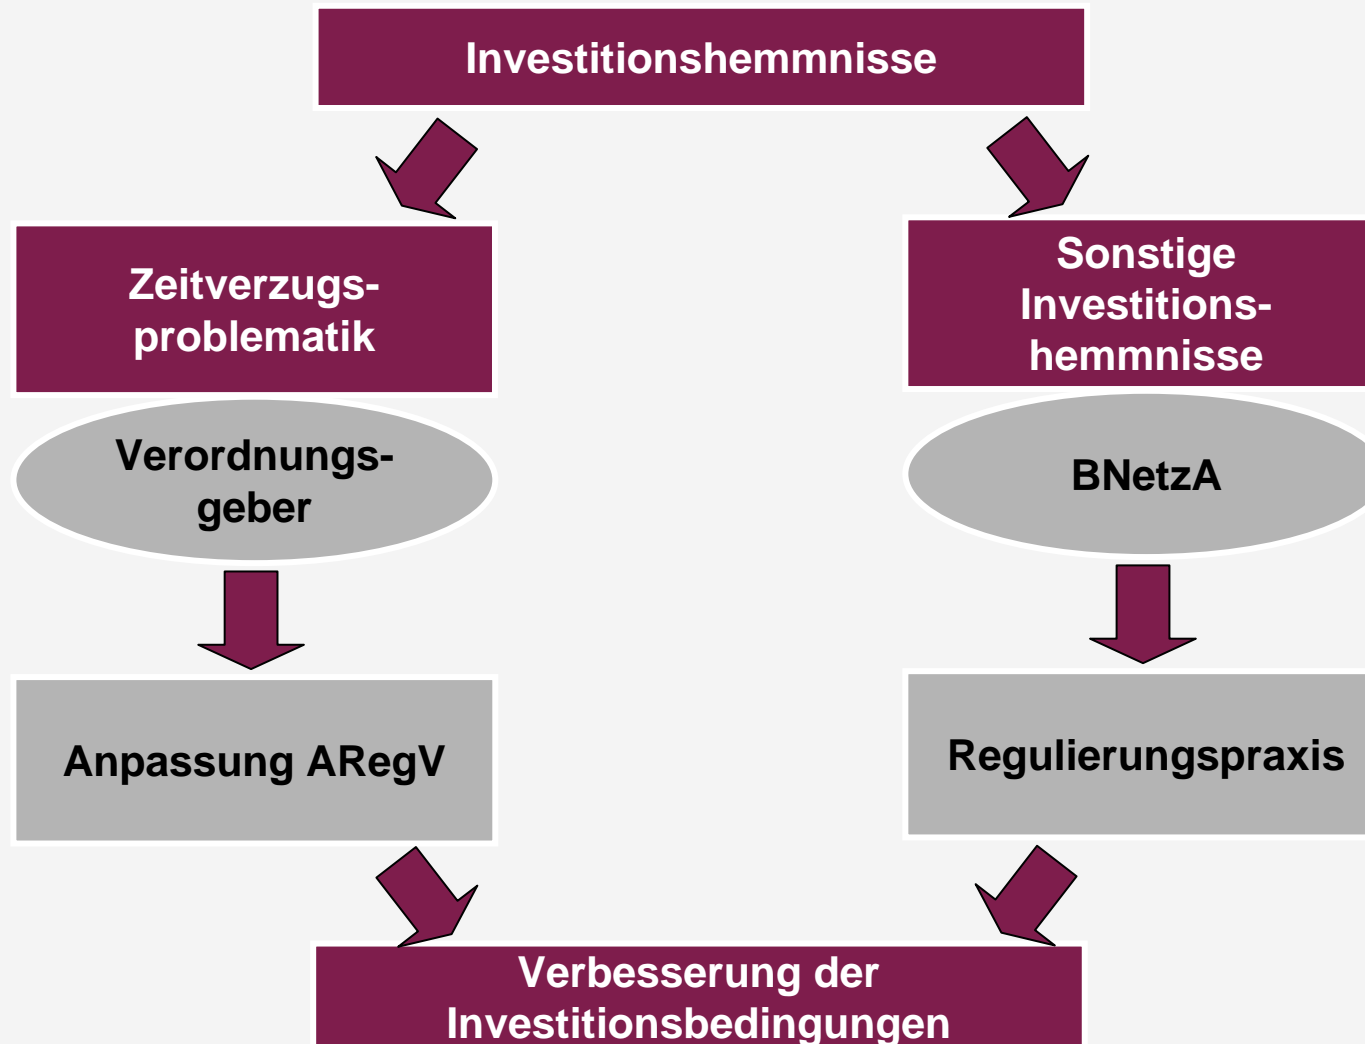 Investitionshemmnisse
Zeitverzugs-
problematik
Sonstige
Investitions-
hemmnisse
Verordnungs-
geber
BNetzA
Anpassung ARegV
Regulierungspraxis
Verbesserung der
Investitionsbedingungen